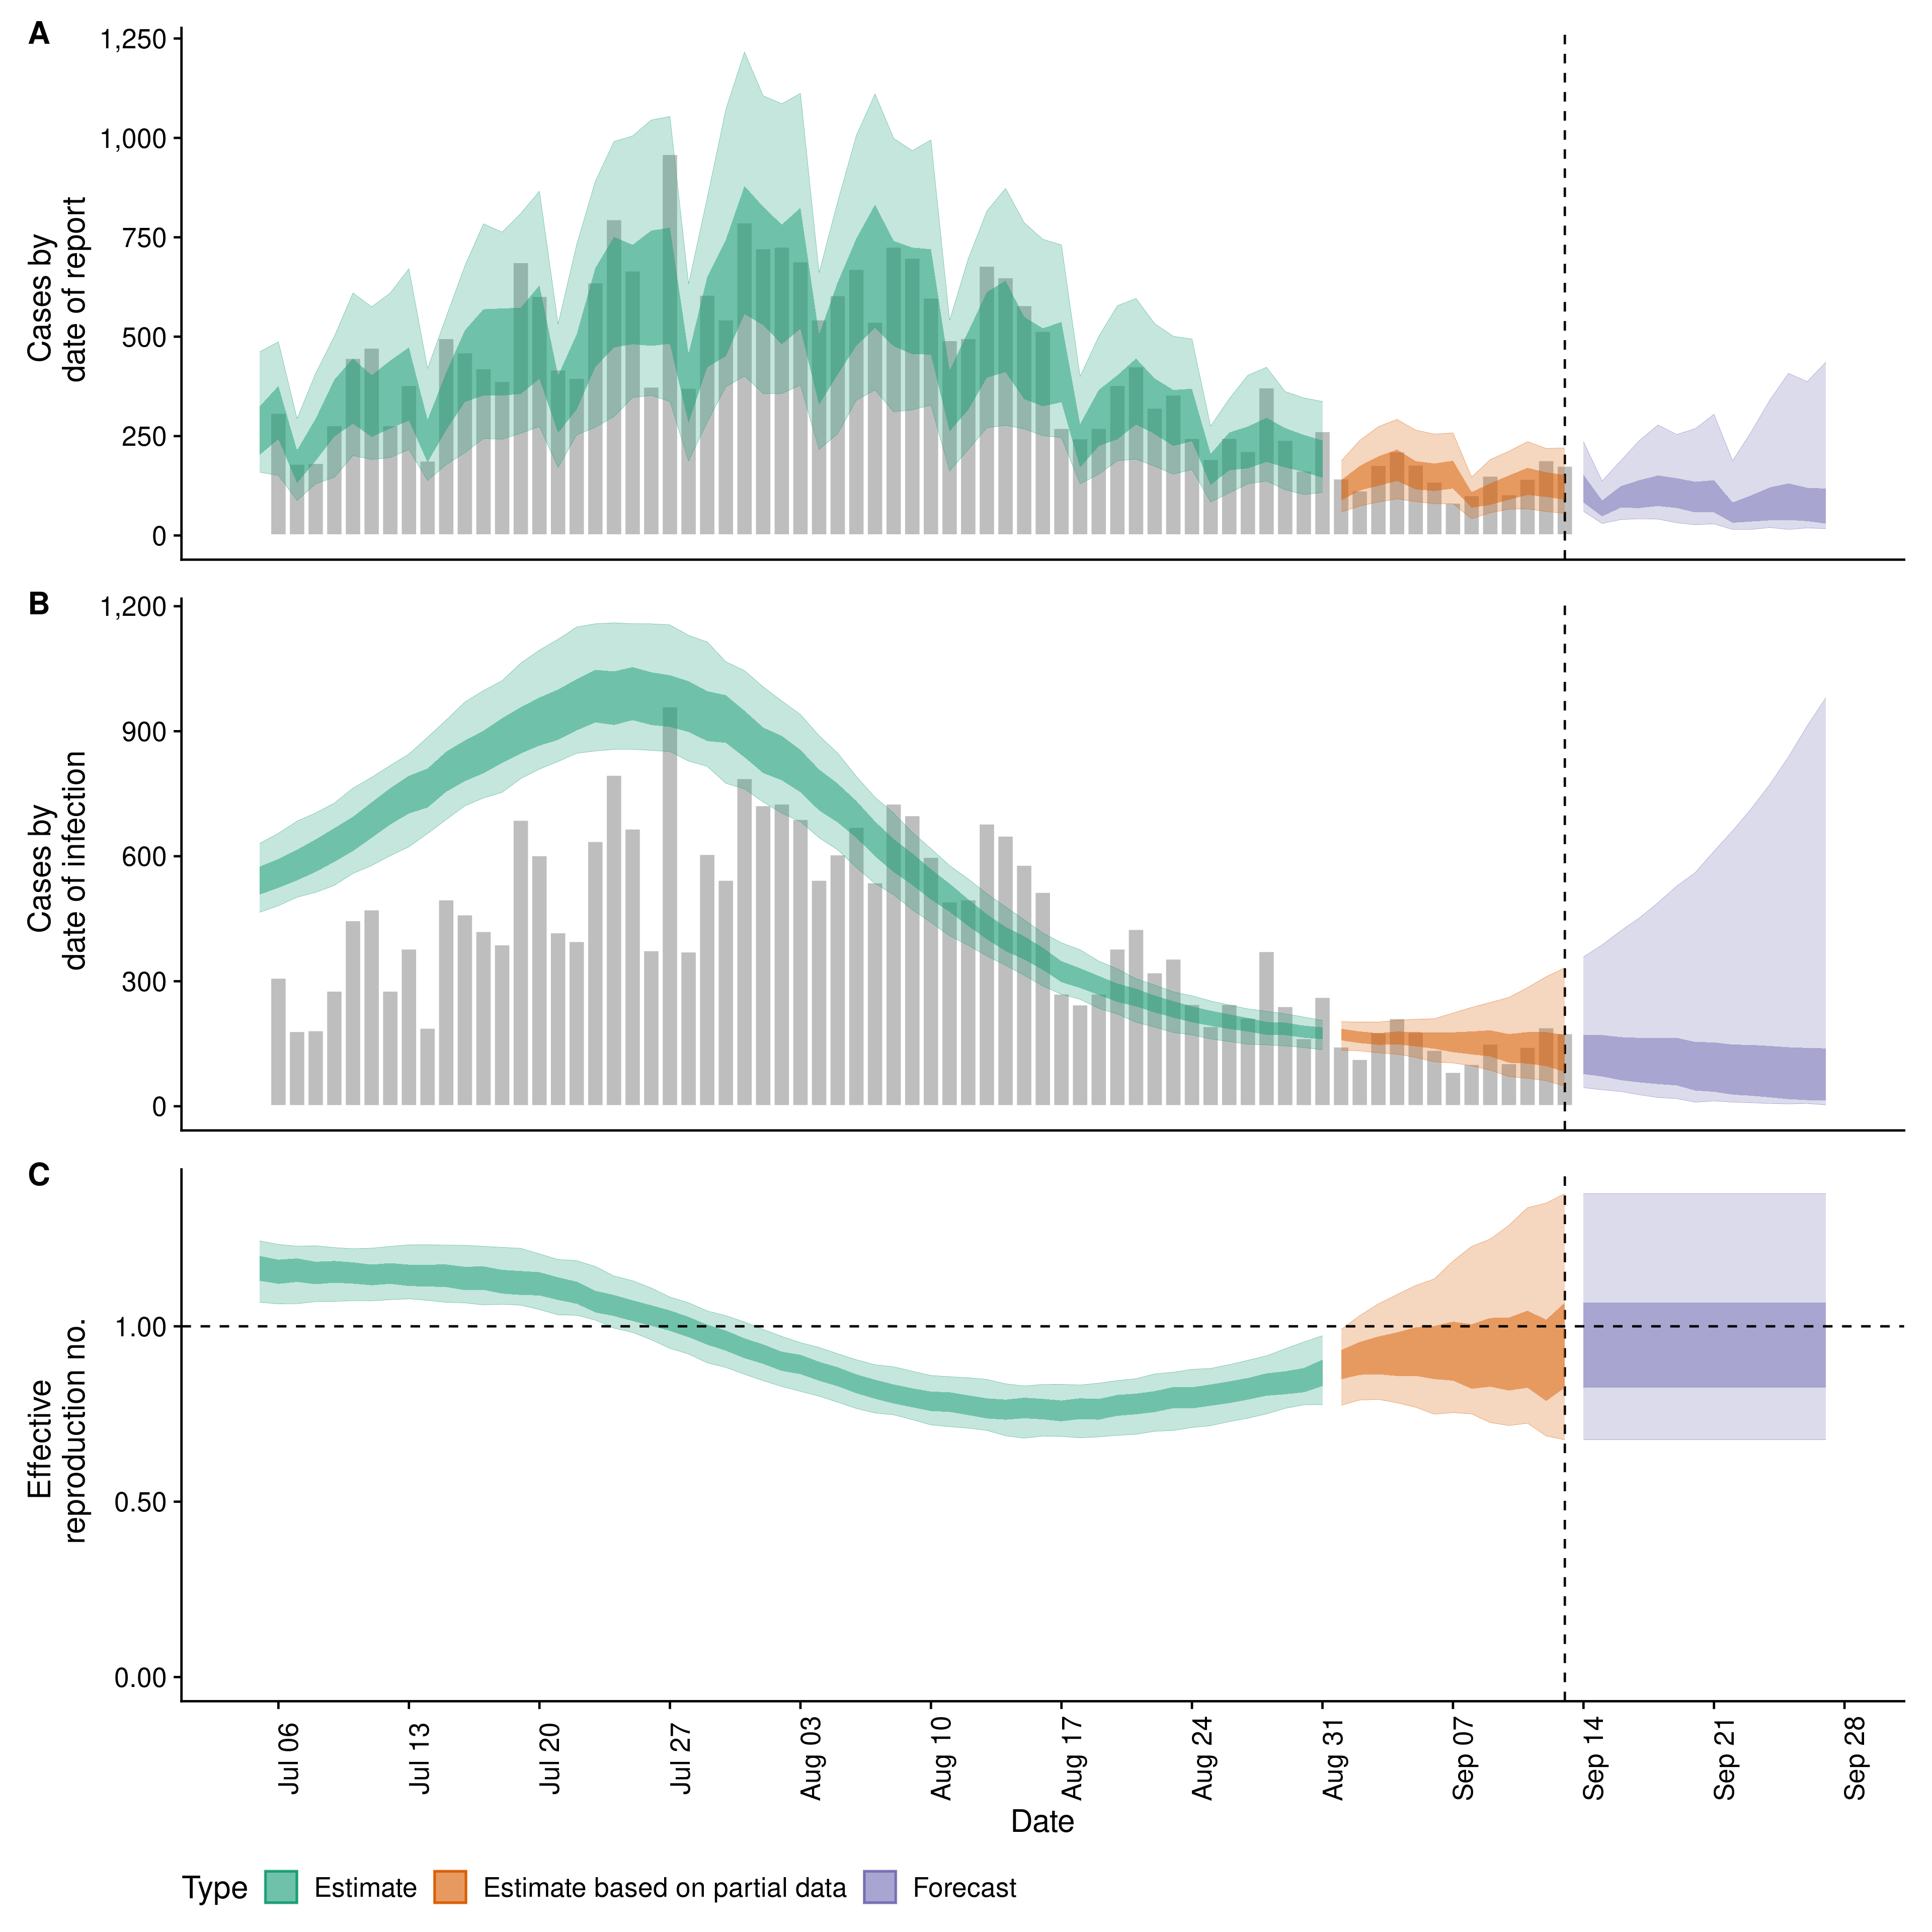 A
Cases by
date of report
1,250
1,000
750
500
250
0
B
Cases by
date of infection
1,200
900
600
300
0
C
Effective
reproduction no.
1.00
0.50
0.00
Jul 06
Jul 13
Jul 20
Jul 27
Aug 03
Aug 10
Aug 17
Aug 24
Aug 31
Sep 07
Sep 14
Sep 21
Sep 28
Date
Type Estimate Estimate based on partial data Forecast